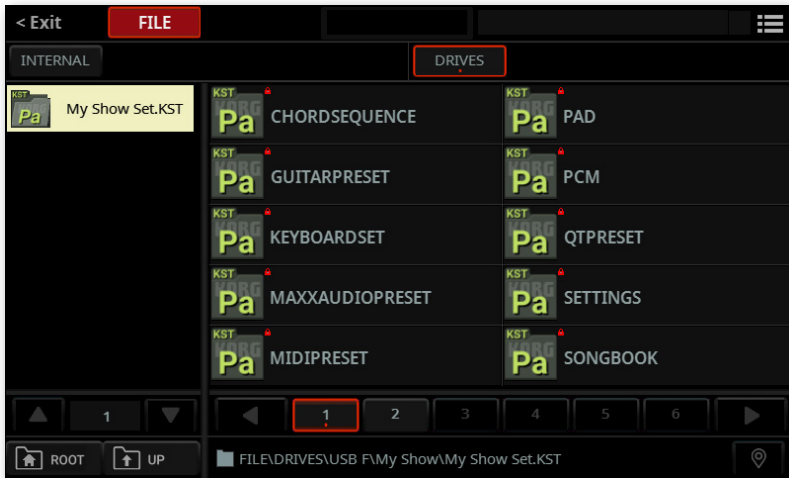 < Exit FILE
INTERNAL DRIVES
KST Pa My Show Set.KST
KST KORG Pa CHORDSEQUENCE KST KORG Pa PAD
KST KORG Pa GUITARPRESET KST KORG Pa PCM
KST KORG Pa KEYBOARDSET KST KORG Pa QTPRESET
KST KORG Pa MAXXAUDIOPRESET KST KORG Pa SETTINGS
KST KORG Pa MIDIPRESET KST KORG Pa SONGBOOK
1 1 2 3 4 5 6
ROOT UP FILE\DRIVES\USB F\My Show\My Show Set.KST